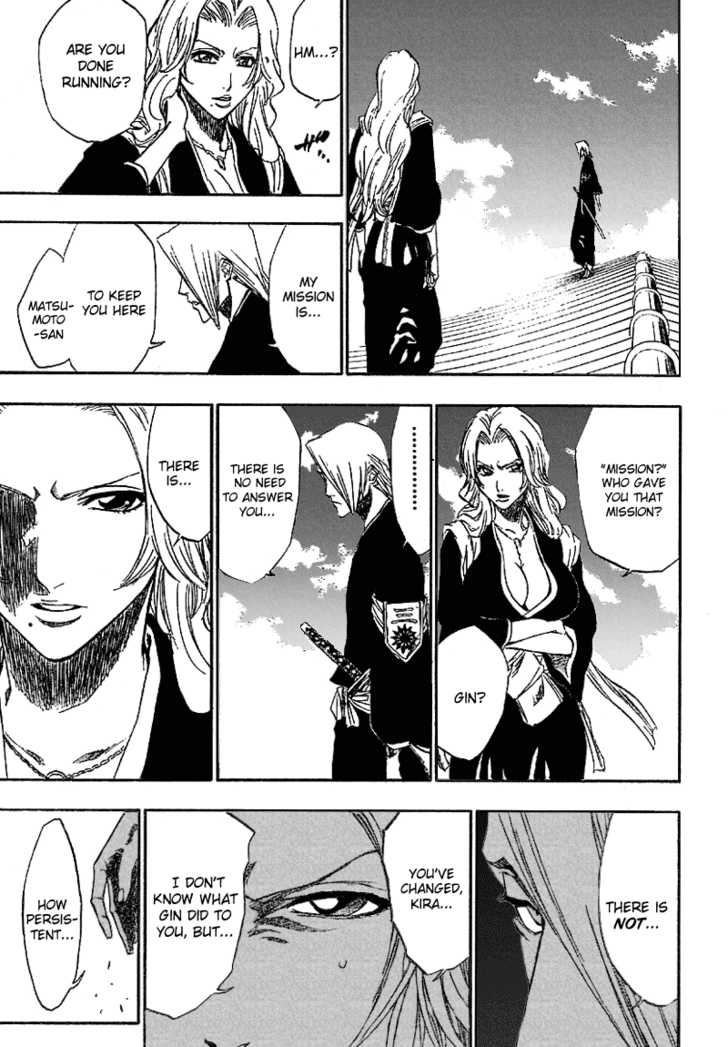 HM...?
ARE YOU
DONE
RUNNING?
MY
MISSION
IS...
TO KEEP
YOU HERE
MATSU-
MOTO
-SAN
"MISSION?"
WHO GAVE
YOU THAT
MISSION?
GIN?
..........
THERE IS
NO NEED
TO ANSWER
YOU...
THERE
IS...
THERE IS
NOT...
YOU'VE
CHANGED,
KIRA...
I DON'T
KNOW WHAT
GIN DID TO
YOU, BUT...
HOW
PERSIS-
TENT...